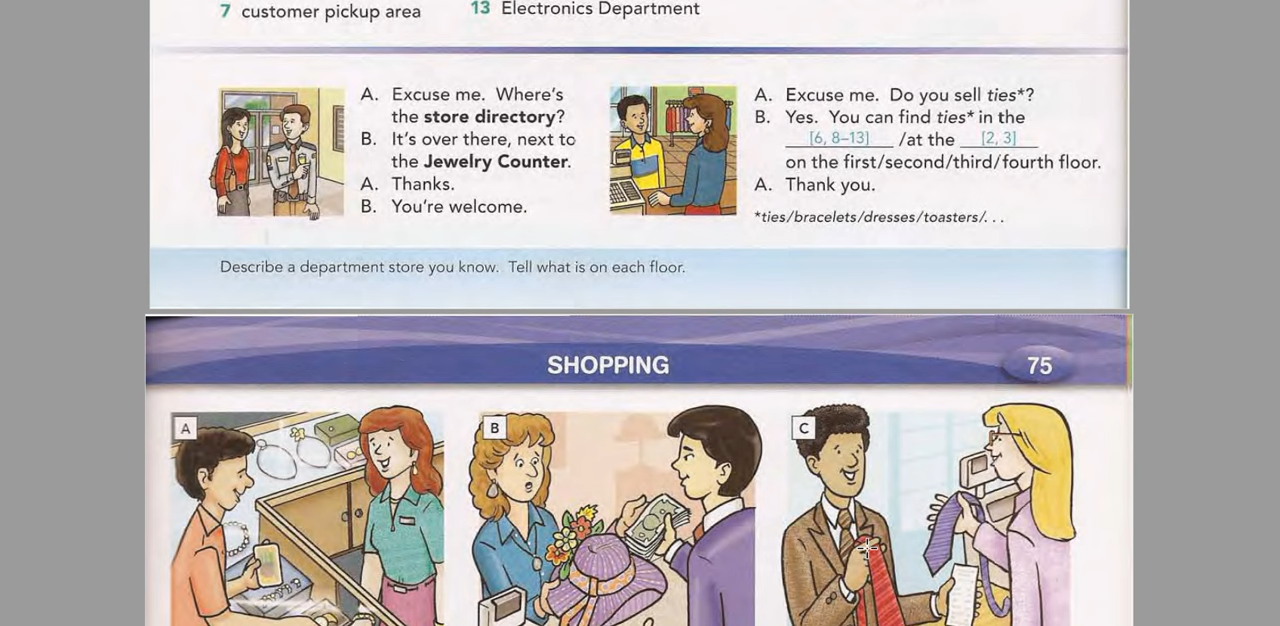 7 customer pickup area
13 Electronics Department
A. Excuse me. Where's
the store directory?
B. It's over there, next to
the Jewelry Counter.
A. Thanks.
B. You're welcome.
A. Excuse me. Do you sell ties*?
B. Yes. You can find ties* in the
[6, 8–13] /at the [2, 3]
on the first/second/third/fourth floor.
A. Thank you.
*ties/bracelets/dresses/toasters/. . .
Describe a department store you know. Tell what is on each floor.
SHOPPING
75
A
B
C